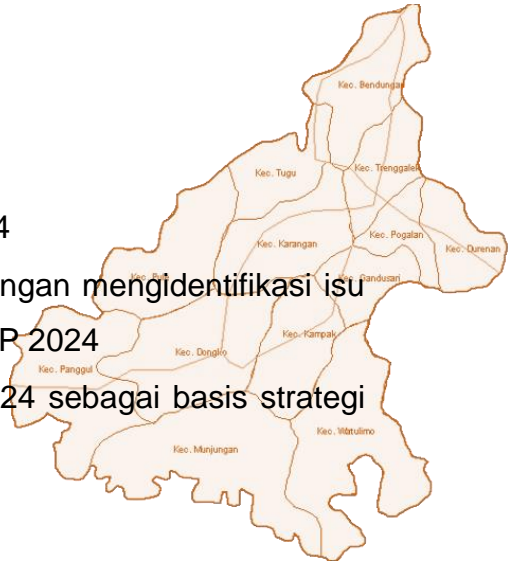 Kec. Bendungan
Kec. Tugu
Kec. Trenggalek
4
Kec. Karangan
Kec. Pogalan
Kec. Durenan
Kec. Gandusari
ngan mengidentifikasi isu
Kec. Kampak
P 2024
Kec. Dongko
Kec. Panggul
24 sebagai basis strategi
Kec. Watulimo
Kec. Munjungan